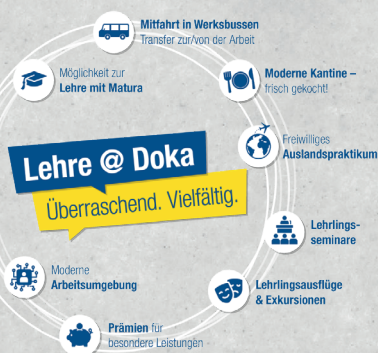 Mitfahrt in Werksbussen
Transfer zur/von der Arbeit
Möglichkeit zur
Lehre mit Matura
Moderne Kantine –
frisch gekocht!
Freiwilliges
Auslandspraktikum
Lehre @ Doka
Überraschend. Vielfältig.
Lehrlings-
seminare
Moderne
Arbeitsumgebung
Lehrlingsausflüge
& Exkursionen
Prämien für
besondere Leistungen